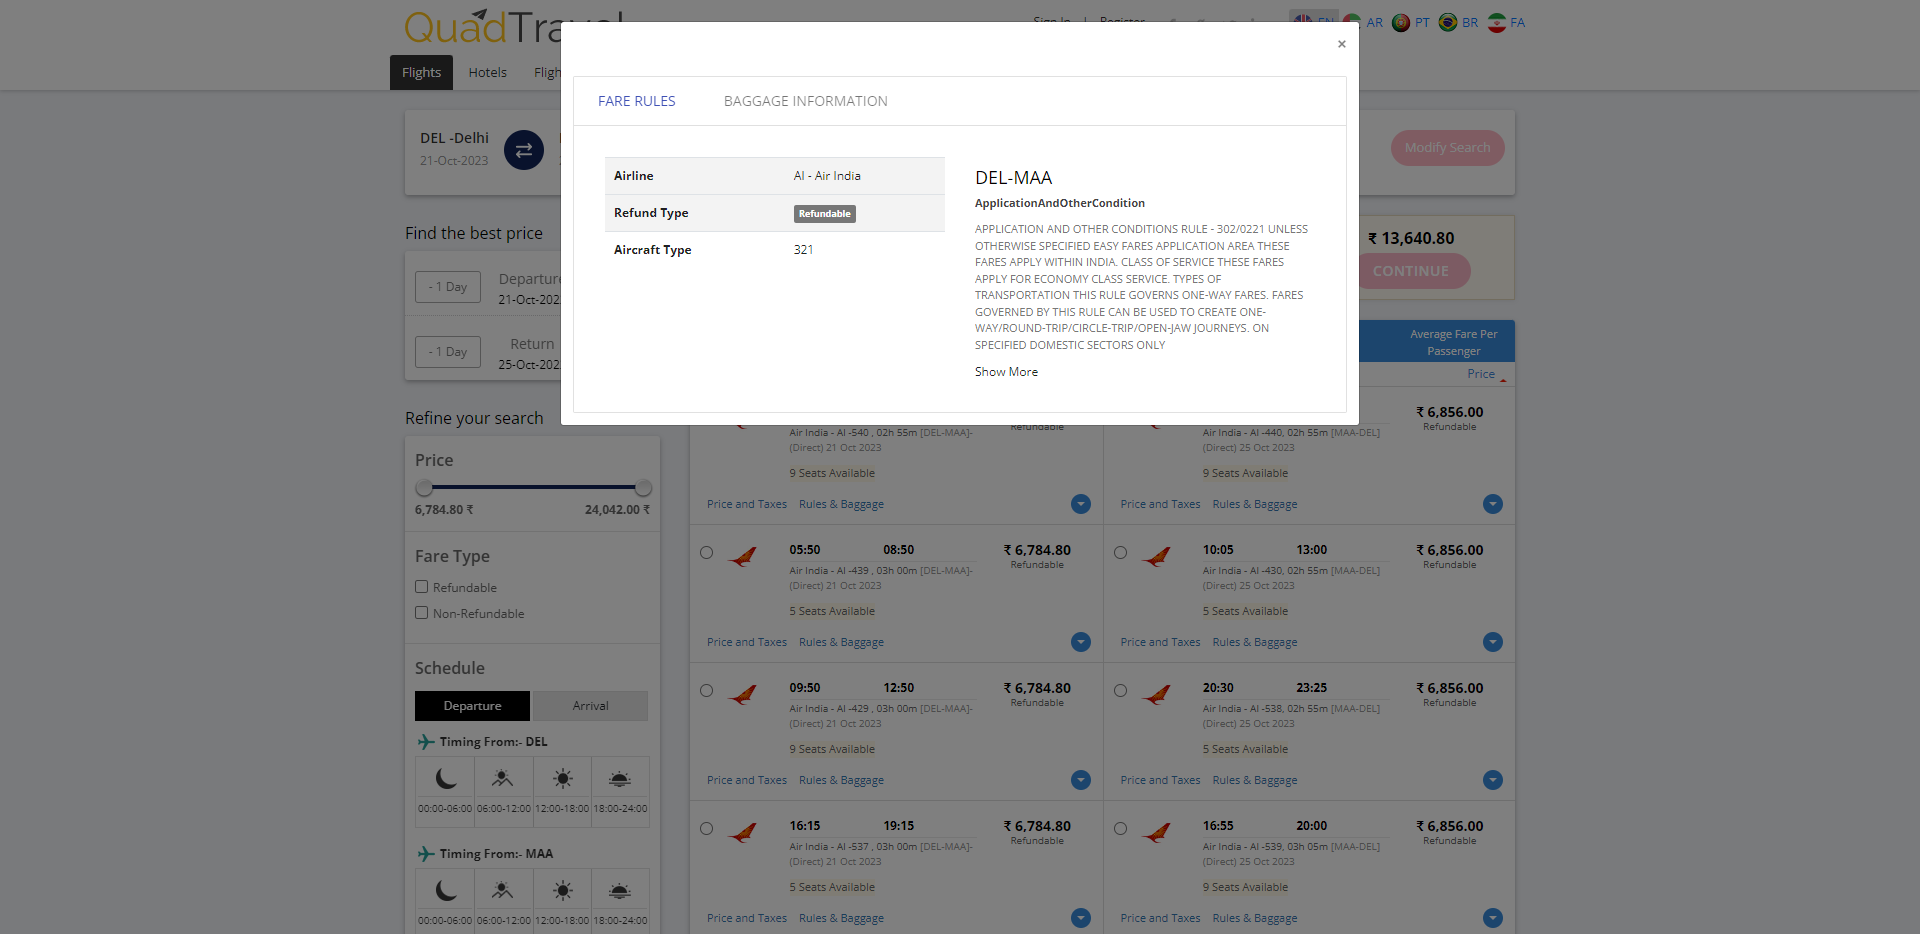 QuadTravel
Sign In | Register
EN AR PT BR FA
Flights Hotels Fligh
×
FARE RULES BAGGAGE INFORMATION
Airline AI - Air India
Refund Type Refundable
Aircraft Type 321
DEL-MAA
ApplicationAndOtherCondition
APPLICATION AND OTHER CONDITIONS RULE - 302/0221 UNLESS
OTHERWISE SPECIFIED EASY FARES APPLICATION AREA THESE
FARES APPLY WITHIN INDIA. CLASS OF SERVICE THESE FARES
APPLY FOR ECONOMY CLASS SERVICE. TYPES OF
TRANSPORTATION THIS RULE GOVERNS ONE-WAY FARES. FARES
GOVERNED BY THIS RULE CAN BE USED TO CREATE ONE-
WAY/ROUND-TRIP/CIRCLE-TRIP/OPEN-JAW JOURNEYS. ON
SPECIFIED DOMESTIC SECTORS ONLY
Show More
DEL -Delhi
21-Oct-2023
Modify Search
Find the best price
- 1 Day Departure
21-Oct-202
- 1 Day Return
25-Oct-202
₹ 13,640.80
CONTINUE
Average Fare Per
Passenger
Price
Refine your search
Price
6,784.80 ₹ 24,042.00 ₹
Fare Type
Refundable
Non-Refundable
Schedule
Departure Arrival
Timing From:- DEL
00:00-06:00 06:00-12:00 12:00-18:00 18:00-24:00
Timing From:- MAA
00:00-06:00 06:00-12:00 12:00-18:00 18:00-24:00
Refundable
Air India - AI -540 , 02h 55m [DEL-MAA]-
(Direct) 21 Oct 2023
9 Seats Available
Price and Taxes Rules & Baggage
₹ 6,856.00
Refundable
Air India - AI -440, 02h 55m [MAA-DEL]
(Direct) 25 Oct 2023
9 Seats Available
Price and Taxes Rules & Baggage
05:50 08:50 ₹ 6,784.80
Refundable
Air India - AI -439 , 03h 00m [DEL-MAA]-
(Direct) 21 Oct 2023
5 Seats Available
Price and Taxes Rules & Baggage
10:05 13:00 ₹ 6,856.00
Refundable
Air India - AI -430, 02h 55m [MAA-DEL]
(Direct) 25 Oct 2023
5 Seats Available
Price and Taxes Rules & Baggage
09:50 12:50 ₹ 6,784.80
Refundable
Air India - AI -429 , 03h 00m [DEL-MAA]-
(Direct) 21 Oct 2023
9 Seats Available
Price and Taxes Rules & Baggage
20:30 23:25 ₹ 6,856.00
Refundable
Air India - AI -538, 02h 55m [MAA-DEL]
(Direct) 25 Oct 2023
5 Seats Available
Price and Taxes Rules & Baggage
16:15 19:15 ₹ 6,784.80
Refundable
Air India - AI -537 , 03h 00m [DEL-MAA]-
(Direct) 21 Oct 2023
5 Seats Available
Price and Taxes Rules & Baggage
16:55 20:00 ₹ 6,856.00
Refundable
Air India - AI -539, 03h 05m [MAA-DEL]
(Direct) 25 Oct 2023
9 Seats Available
Price and Taxes Rules & Baggage